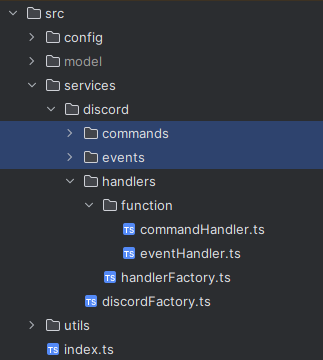 src
config
model
services
discord
commands
events
handlers
function
TS commandHandler.ts
TS eventHandler.ts
TS handlerFactory.ts
TS discordFactory.ts
utils
TS index.ts